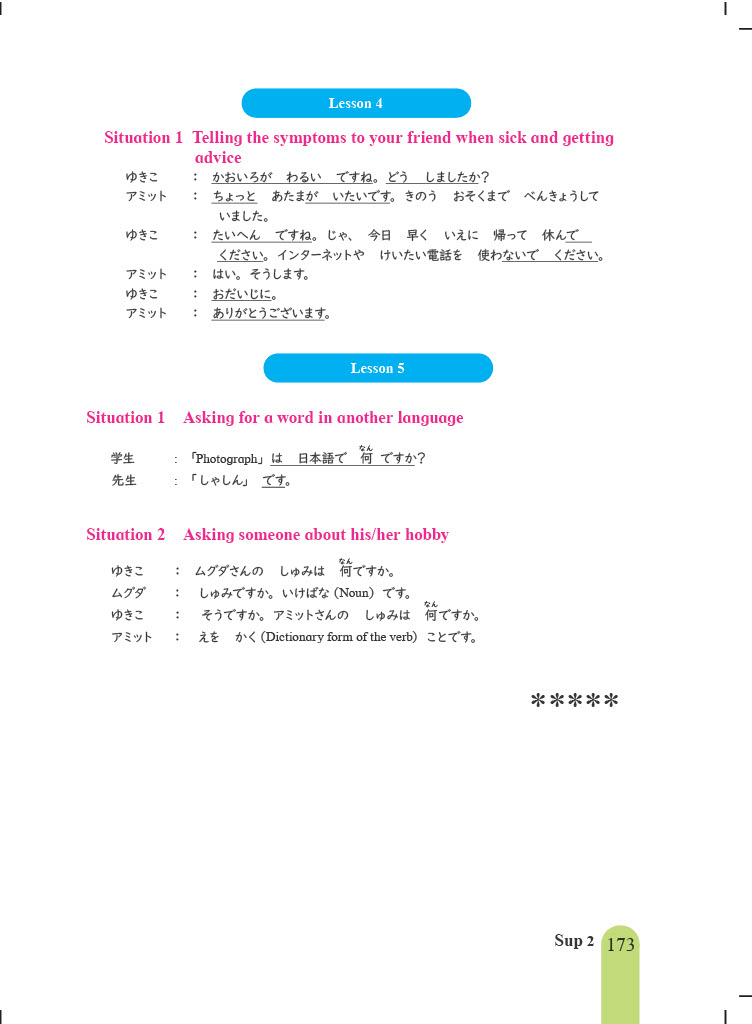 Lesson 4
Situation 1 Telling the symptoms to your friend when sick and getting
advice
ゆきこ : かおいろが わるい ですね。どう しましたか?
アミット : ちょっと あたまが いたいです。きのう おそくまで べんきょうして
いました。
ゆきこ : たいへん ですね。じゃ、 今日 早く いえに 帰って 休んで
ください。インターネットや けいたい電話を 使わないで ください。
アミット : はい。そうします。
ゆきこ : おだいじに。
アミット : ありがとうございます。
Lesson 5
Situation 1 Asking for a word in another language
なん
学生 : 「Photograph」は 日本語で 何 ですか?
先生 : 「しゃしん」 です。
Situation 2 Asking someone about his/her hobby
なん
ゆきこ : ムグダさんの しゅみは 何ですか。
ムグダ : しゅみですか。いけばな (Noun) です。
なん
ゆきこ : そうですか。アミットさんの しゅみは 何ですか。
アミット : えを かく(Dictionary form of the verb) ことです。
*****
Sup 2 173